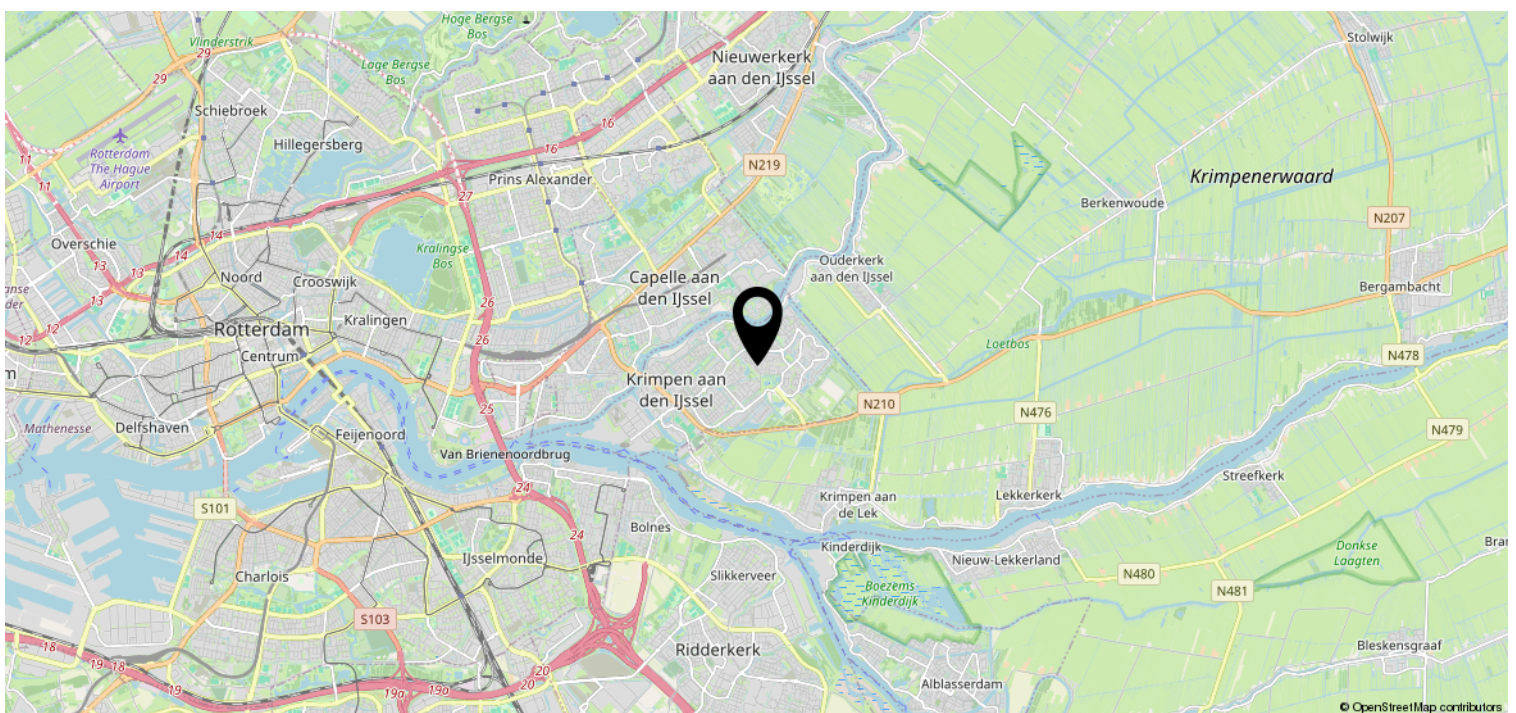 Hoge Bergse
Bos
Vlinderstrik
29
Stolwijk
Nieuwerkerk
aan den IJssel
Lage Bergse
Bos
29
Schiebroek
16
Hillegersberg
16
11
Rotterdam
The Hague
Airport
N219
Prins Alexander
Krimpenerwaard
11
27
Berkenwoude
N207
14
Overschie
14
Kralingse
Bos
13
13
Noord
Crooswijk
Capelle aan
den IJssel
Ouderkerk
aan den IJssel
Bergambacht
13
26
12
Kralingen
Rotterdam
26
12
Loetbos
Centrum
N478
Krimpen aan
den IJssel
25
N210
N476
Mathenesse
Delfshaven
Feijenoord
N479
Van Brienenoordbrug
Streefkerk
24
Krimpen aan
de Lek
Lekkerkerk
S101
Bolnes
24
Kinderdijk
Donkse
Laagten
IJsselmonde
Nieuw-Lekkerland
Charlois
Slikkerveer
N480
Boezems
Kinderdijk
N481
S103
18
Ridderkerk
Bleskensgraaf
19
18
20
19
19a
19a
20
Alblasserdam
© OpenStreetMap contributors